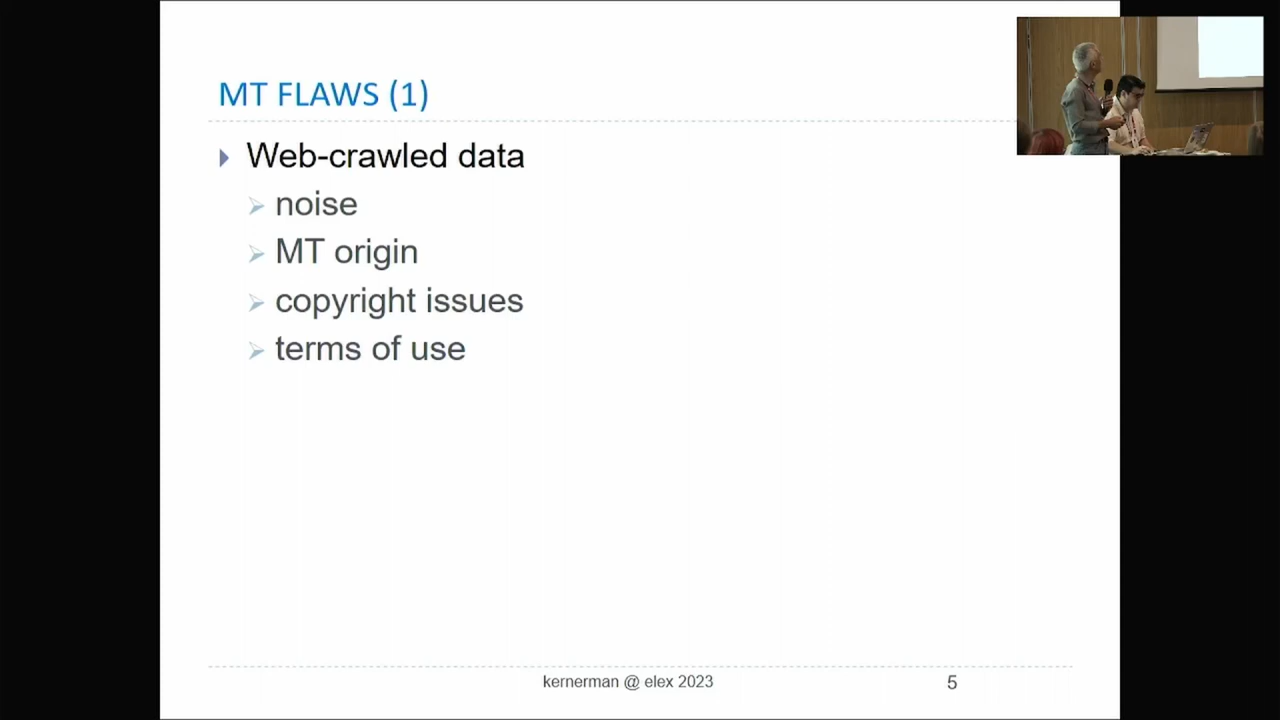 MT FLAWS (1)
Web-crawled data
noise
MT origin
copyright issues
terms of use
kernerman @ elex 2023
5